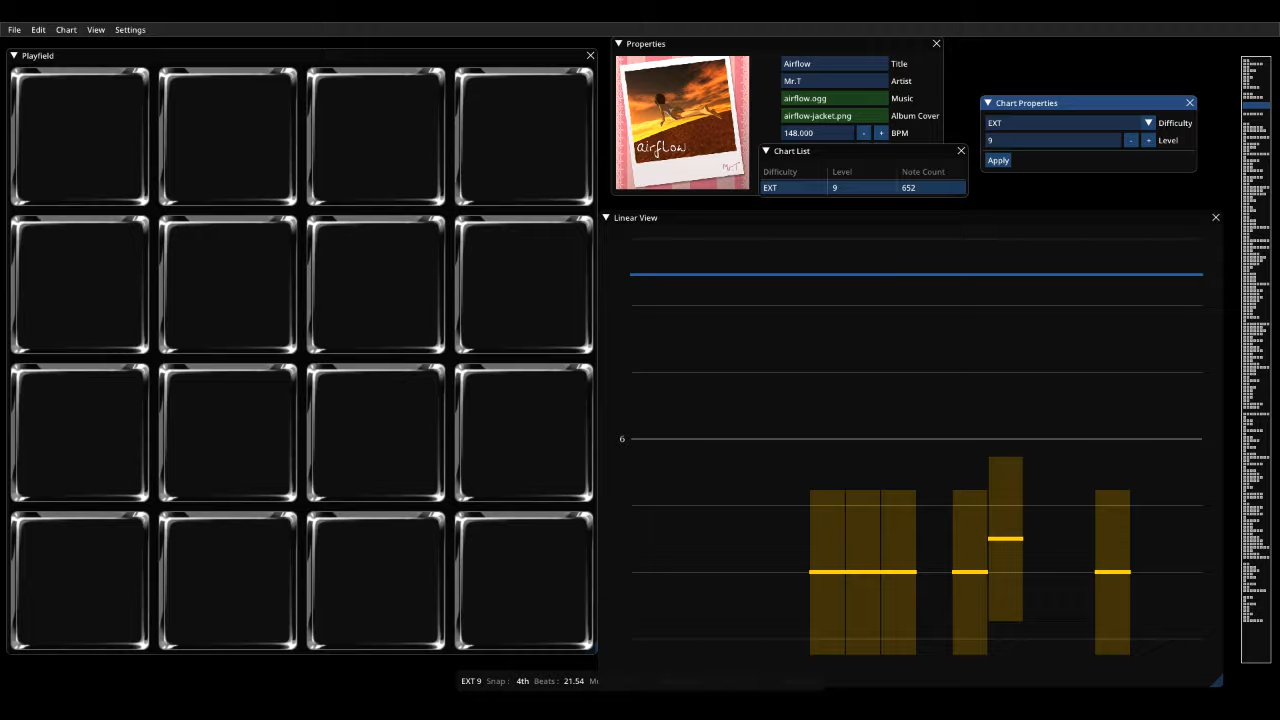 File Edit Chart View Settings
Playfield
Properties
Airflow Title
Mr.T Artist
airflow.ogg Music
airflow-jacket.png Album Cover
148.000 - + BPM
airflow
Mr.T
Chart List
Difficulty Level Note Count
EXT 9 652
Chart Properties
EXT Difficulty
9 - + Level
Apply
Linear View
6
EXT 9 Snap : 4th Beats : 21.54